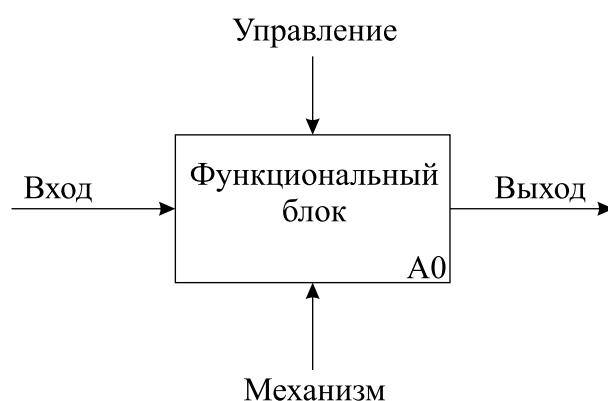 Управление
Вход
Функциональный
блок
Выход
A0
Механизм